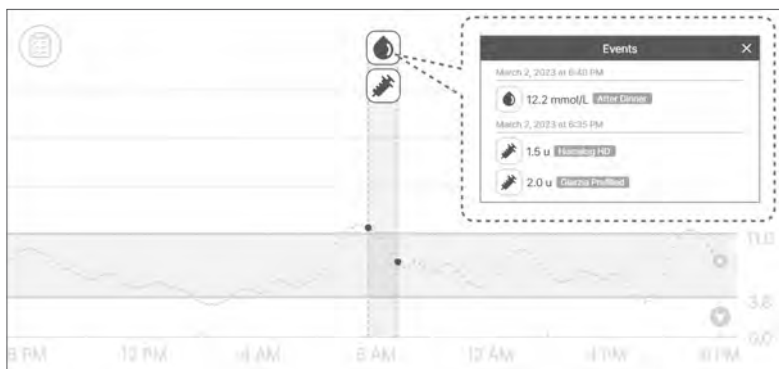 Events
March 2, 2023 at 6:40 PM
12.2 mmol/L After Dinner
March 2, 2023 at 6:35 PM
1.5 u Humalog HD
2.0 u
11.0
3.8
0.0
8 PM 12 PM 4 AM 8 AM 12 AM 4 PM 8 PM